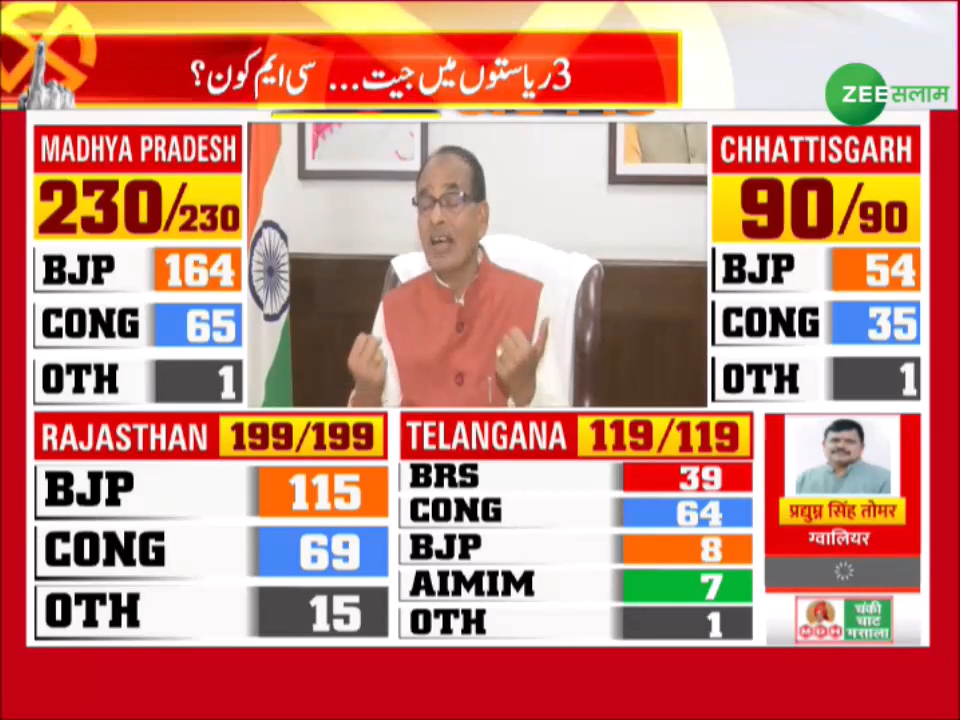 3 ریاستوں میں جیت... سی ایم کون؟
ZEE سلام
MADHYA PRADESH
230/230
BJP 164
CONG 65
OTH 1
CHHATTISGARH
90/90
BJP 54
CONG 35
OTH 1
RAJASTHAN 199/199
BJP 115
CONG 69
OTH 15
TELANGANA 119/119
BRS 39
CONG 64
BJP 8
AIMIM 7
OTH 1
प्रद्युम्न सिंह तोमर
ग्वालियर
MDH
चंकी
चाट
मसाला